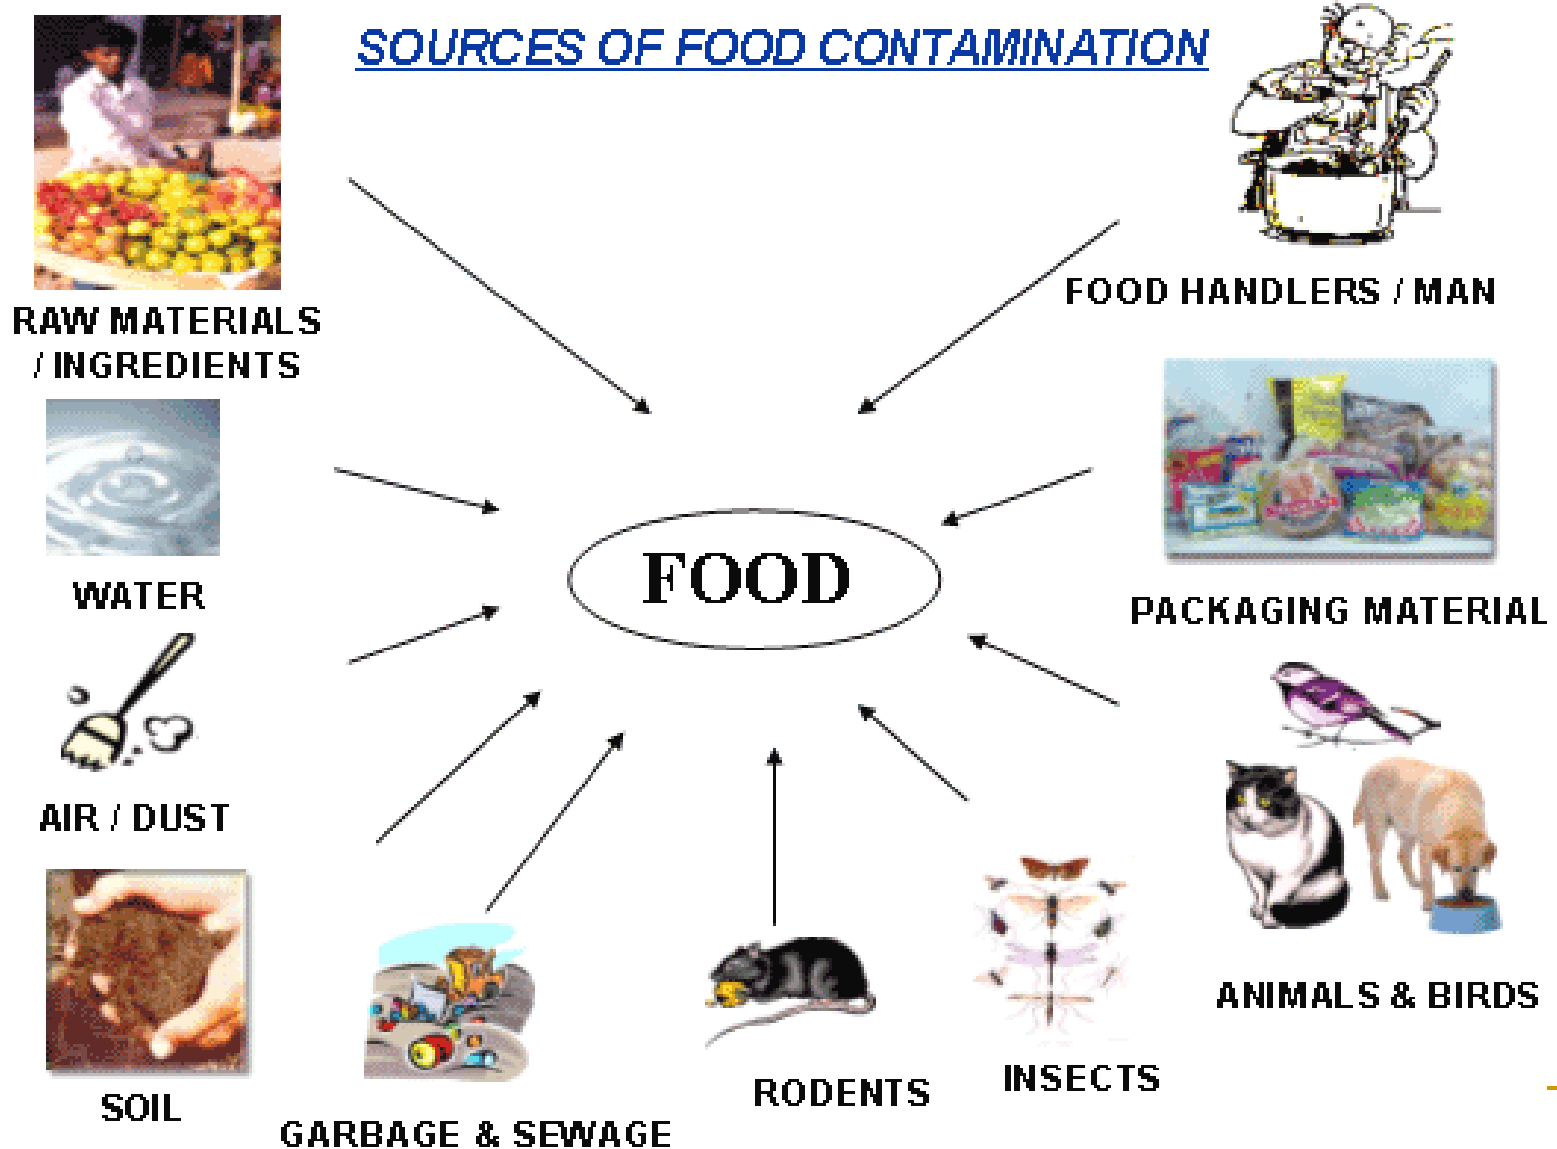 SOURCES OF FOOD CONTAMINATION
RAW MATERIALS
/ INGREDIENTS
FOOD HANDLERS / MAN
WATER
FOOD
PACKAGING MATERIAL
AIR / DUST
ANIMALS & BIRDS
SOIL
GARBAGE & SEWAGE
RODENTS
INSECTS